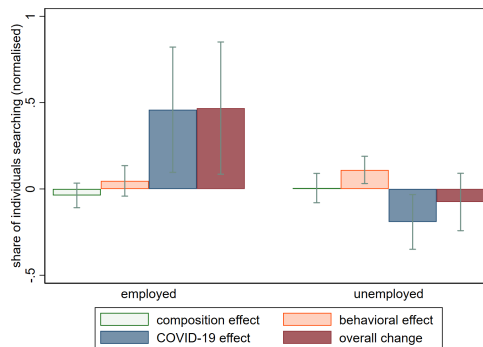 share of individuals searching (normalised)
1
.5
0
-.5
employed unemployed
composition effect behavioral effect
COVID-19 effect overall change